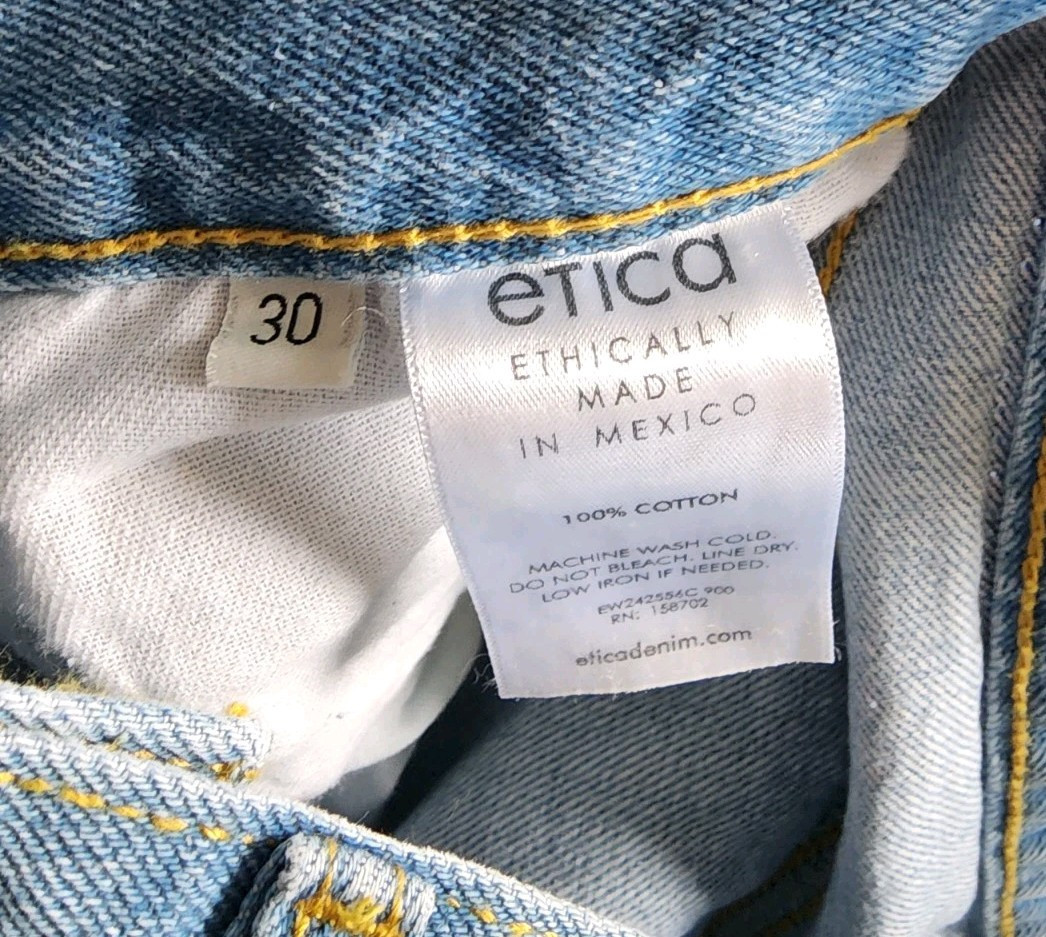 30
etica
ETHICALLY
MADE
IN MEXICO
100% COTTON
MACHINE WASH COLD.
DO NOT BLEACH. LINE DRY.
LOW IRON IF NEEDED.
EW242556C 900
RN: 158702
eticadenim.com